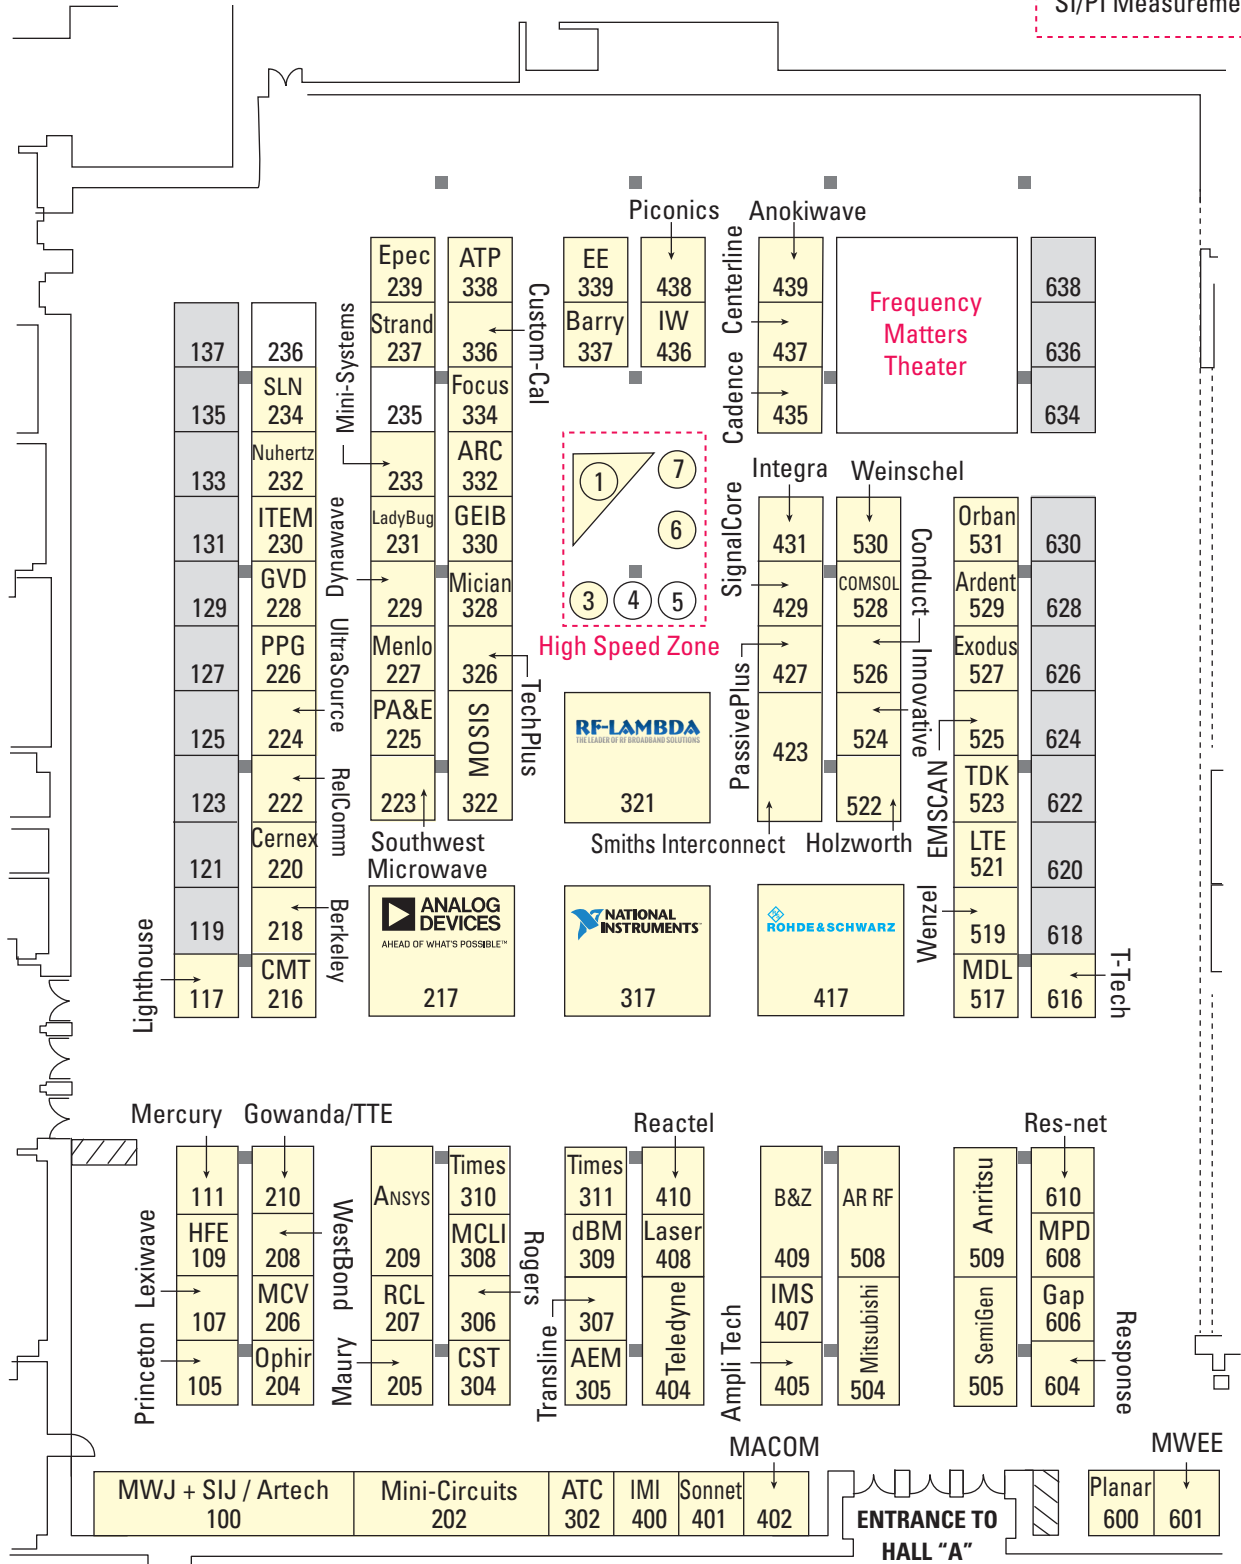 SI/PI Measureme
Piconics
Anokiwave
Epec
239
ATP
338
EE
339
438
Centerline
439
Frequency
Matters
Theater
638
137
236
Mini-Systems
Strand
237
336
Custom-Cal
Barry
337
IW
436
437
636
135
SLN
234
235
Focus
334
Cadence
435
634
133
Nuhertz
232
233
ARC
332
1
7
6
3
4
5
High Speed Zone
Integra
Weinschel
131
ITEM
230
Dynawave
LadyBug
231
GEIB
330
SignalCore
431
530
Conduct
Orban
531
630
129
GVD
228
229
Mician
328
429
COMSOL
528
Ardent
529
628
127
PPG
226
UltraSource
Menlo
227
326
TechPlus
PassivePlus
427
526
Innovative
Exodus
527
626
125
224
PA&E
225
MOSIS
322
RF-LAMBDA
THE LEADER OF RF BROADBAND SOLUTIONS
321
423
524
EMSCAN
525
624
123
222
RelComm
223
522
TDK
523
622
Southwest
Microwave
Smiths Interconnect
Holzworth
121
Cernex
220
LTE
521
620
119
218
Berkeley
ANALOG
DEVICES
AHEAD OF WHAT'S POSSIBLE™
217
NATIONAL
INSTRUMENTS
317
ROHDE & SCHWARZ
417
Wenzel
519
618
Lighthouse
117
CMT
216
MDL
517
616
T-Tech
Mercury
Gowanda/TTE
Reactel
Res-net
111
210
ANSYS
209
Times
310
Times
311
410
B&Z
409
AR RF
508
Anritsu
509
610
Lexiwave
HFE
109
208
WestBond
MCLI
308
Rogers
dBM
309
Laser
408
MPD
608
107
MCV
206
RCL
207
306
Transline
307
Teledyne
404
IMS
407
Mitsubishi
504
SemiGen
505
Gap
606
Princeton
105
Ophir
204
Maury
205
CST
304
AEM
305
Ampli Tech
405
604
Response
MACOM
MWEE
MWJ + SIJ / Artech
100
Mini-Circuits
202
ATC
302
IMI
400
Sonnet
401
402
ENTRANCE TO
HALL "A"
Planar
600
601